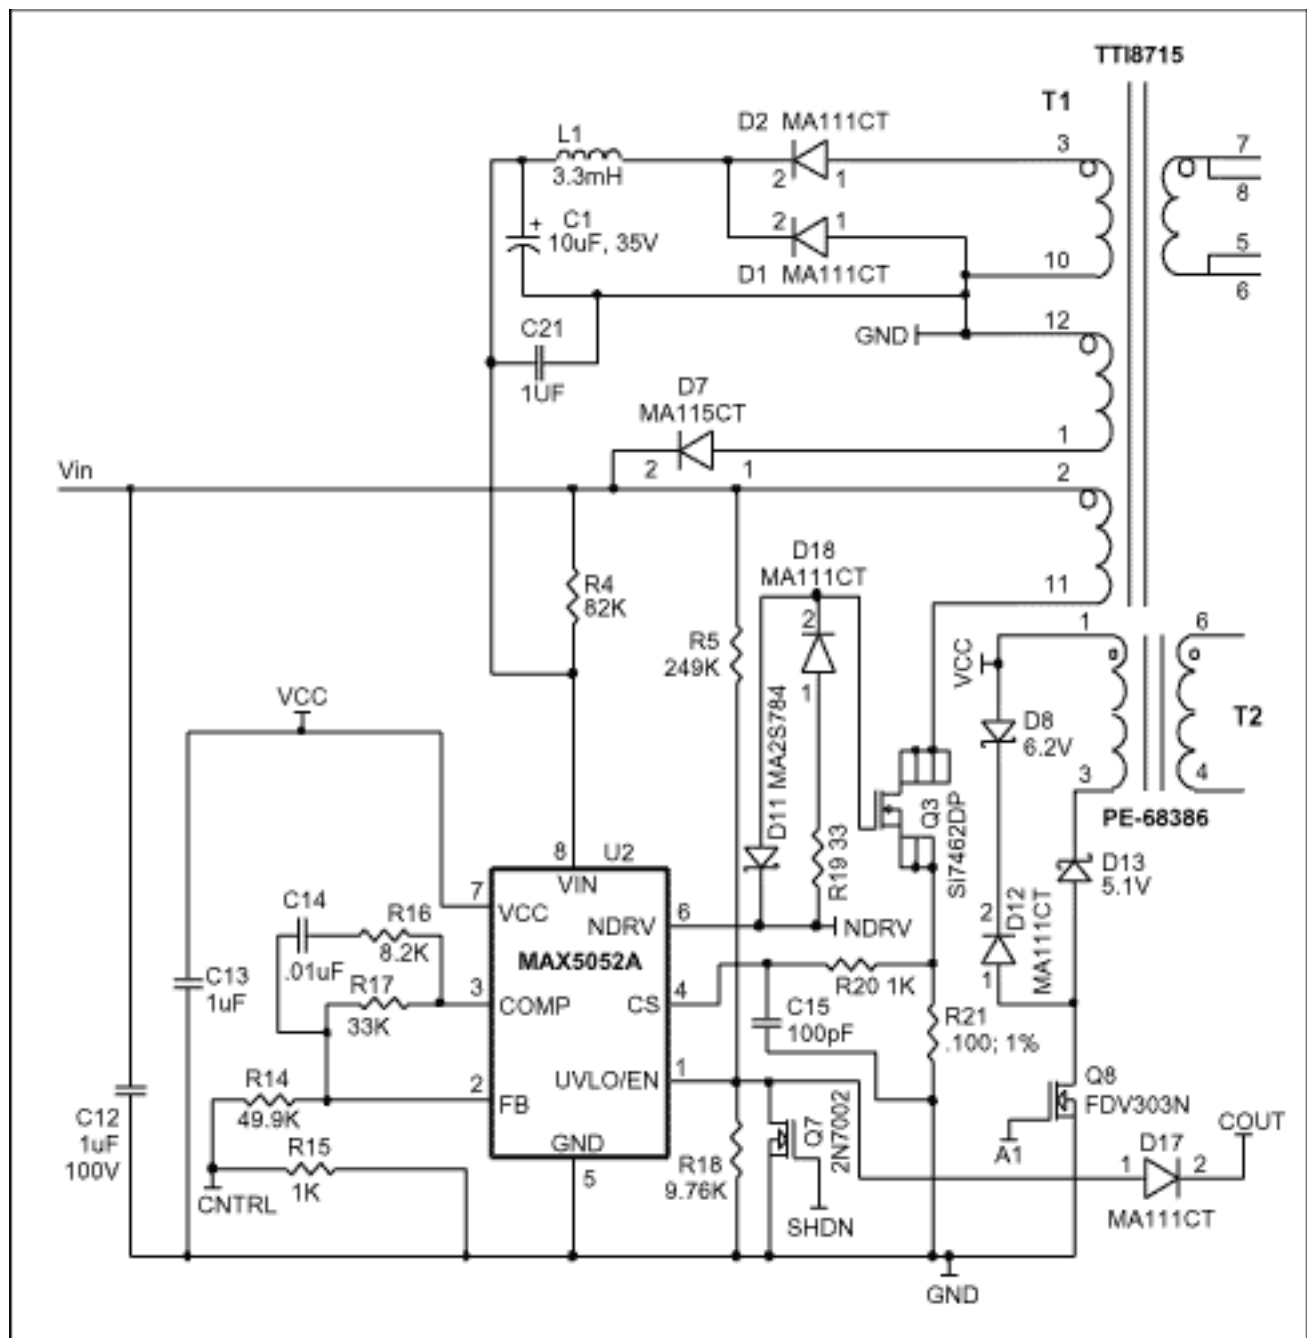 TTI8715
T1
D2 MA111CT
3
7
L1
3.3mH
2
1
8
+
C1
10uF, 35V
2
1
D1 MA111CT
10
5
6
C21
1UF
GND
12
D7
MA115CT
2
1
1
Vin
2
D18
MA111CT
11
R4
82K
R5
249K
2
1
1
6
VCC
VCC
D11 MA2S784
D8
6.2V
T2
3
4
Q3
SI7462DP
PE-68386
R19 33
D13
5.1V
8
U2
VIN
7
VCC
C14
R16
8.2K
.01uF
NDRV
6
NDRV
2
D12
MA111CT
1
MAX5052A
C13
1uF
R17
33K
3
COMP
CS
4
R20 1K
C15
100pF
R21
.100; 1%
UVLO/EN
1
R14
49.9K
2
FB
Q8
FDV303N
C12
1uF
100V
R15
1K
GND
5
R18
9.76K
Q7
2N7002
A1
COUT
D17
1
2
MA111CT
CNTRL
SHDN
GND